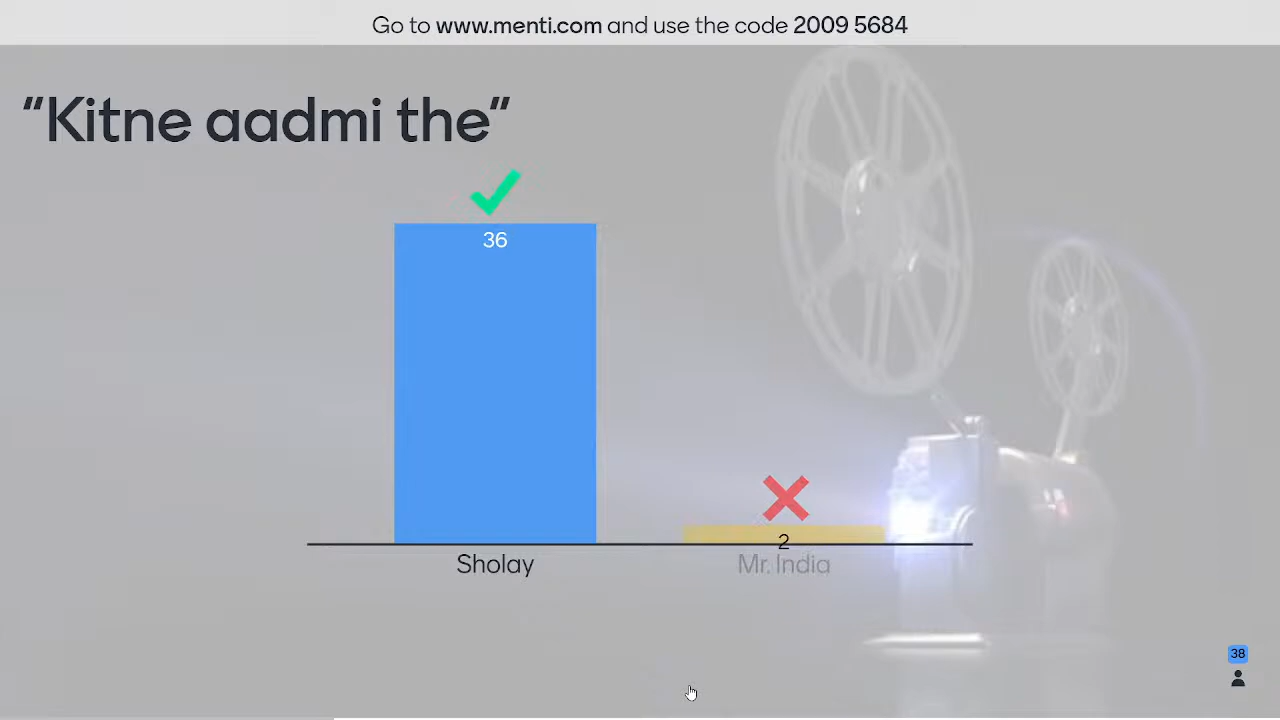 Go to www.menti.com and use the code 2009 5684
"Kitne aadmi the"
36
2
Sholay
Mr. India
38